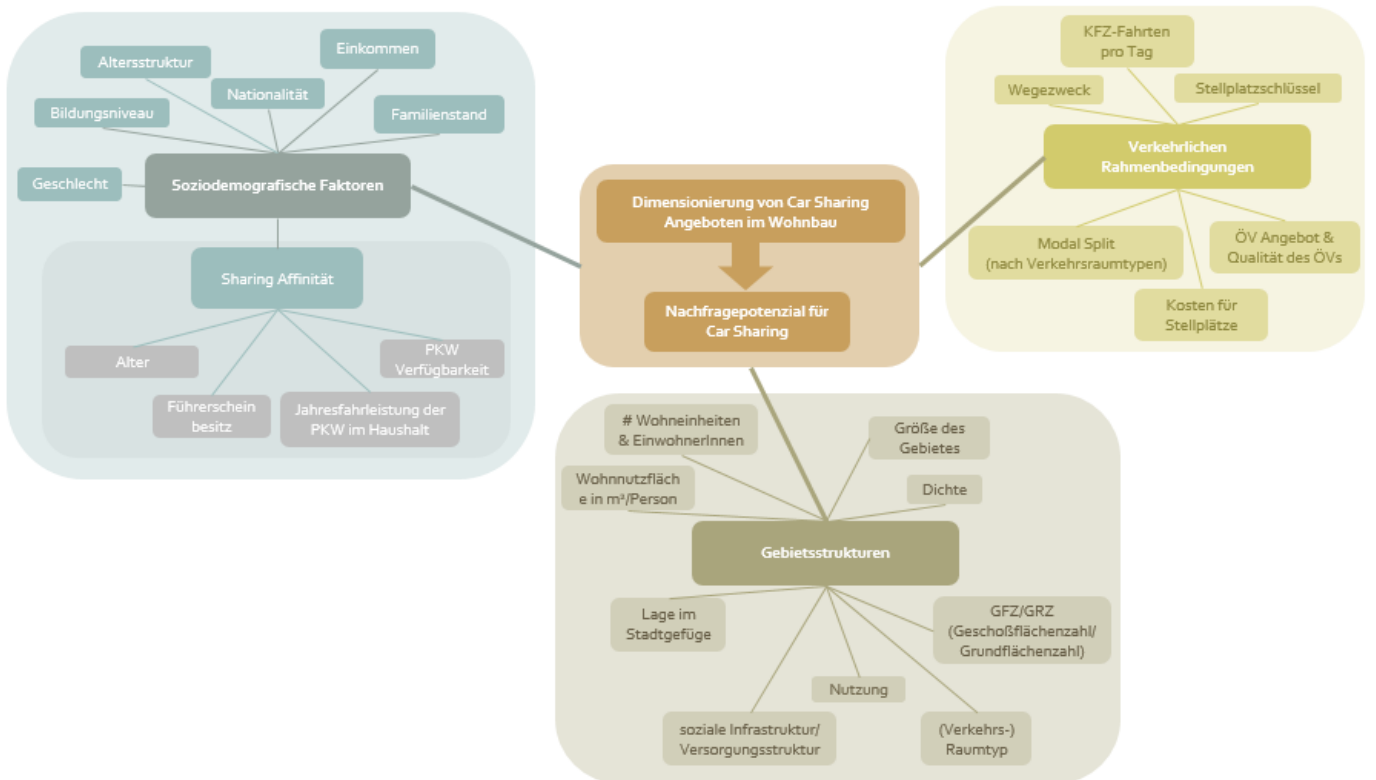 Einkommen
Altersstruktur
Nationalität
Bildungsniveau
Familienstand
Geschlecht
Soziodemografische Faktoren
Sharing Affinität
Alter
PKW
Verfügbarkeit
Führerschein
besitz
Jahresfahrleistung der
PKW im Haushalt
Dimensionierung von Car Sharing
Angeboten im Wohnbau
Nachfragepotenzial für
Car Sharing
KFZ-Fahrten
pro Tag
Wegezweck
Stellplatzschlüssel
Verkehrlichen
Rahmenbedingungen
Modal Split
(nach Verkehrsraumtypen)
ÖV Angebot &
Qualität des ÖVs
Kosten für
Stellplätze
# Wohneinheiten
& EinwohnerInnen
Größe des
Gebietes
Wohnnutzfläch
e in m²/Person
Dichte
Gebietsstrukturen
Lage im
Stadtgefüge
GFZ/GRZ
(Geschoßflächenzahl/
Grundflächenzahl)
Nutzung
soziale Infrastruktur/
Versorgungsstruktur
(Verkehrs-)
Raumtyp